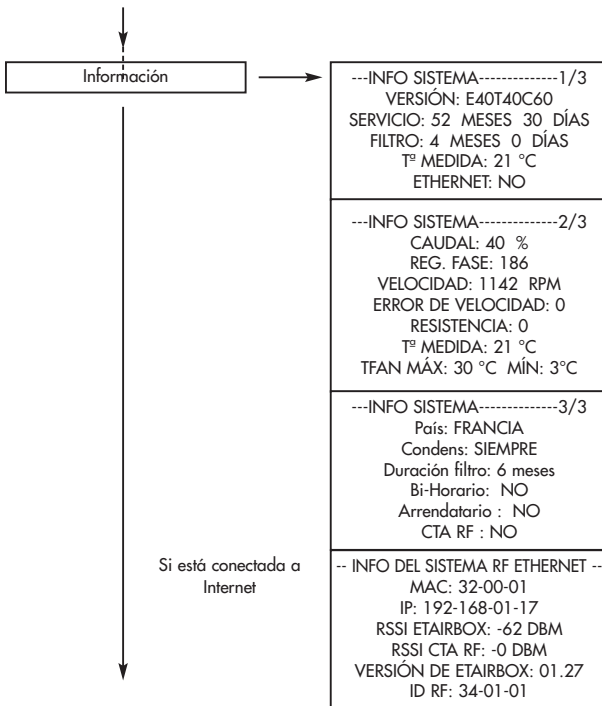 Información
---INFO SISTEMA-------------1/3
VERSIÓN: E40T40C60
SERVICIO: 52 MESES 30 DÍAS
FILTRO: 4 MESES 0 DÍAS
Tª MEDIDA: 21 °C
ETHERNET: NO
---INFO SISTEMA-------------2/3
CAUDAL: 40 %
REG. FASE: 186
VELOCIDAD: 1142 RPM
ERROR DE VELOCIDAD: 0
RESISTENCIA: 0
Tª MEDIDA: 21 °C
TFAN MÁX: 30 °C MÍN: 3°C
---INFO SISTEMA-------------3/3
País: FRANCIA
Condens: SIEMPRE
Duración filtro: 6 meses
Bi-Horario: NO
Arrendatario : NO
CTA RF : NO
Si está conectada a
Internet
-- INFO DEL SISTEMA RF ETHERNET --
MAC: 32-00-01
IP: 192-168-01-17
RSSI ETAIRBOX: -62 DBM
RSSI CTA RF: -0 DBM
VERSIÓN DE ETAIRBOX: 01.27
ID RF: 34-01-01